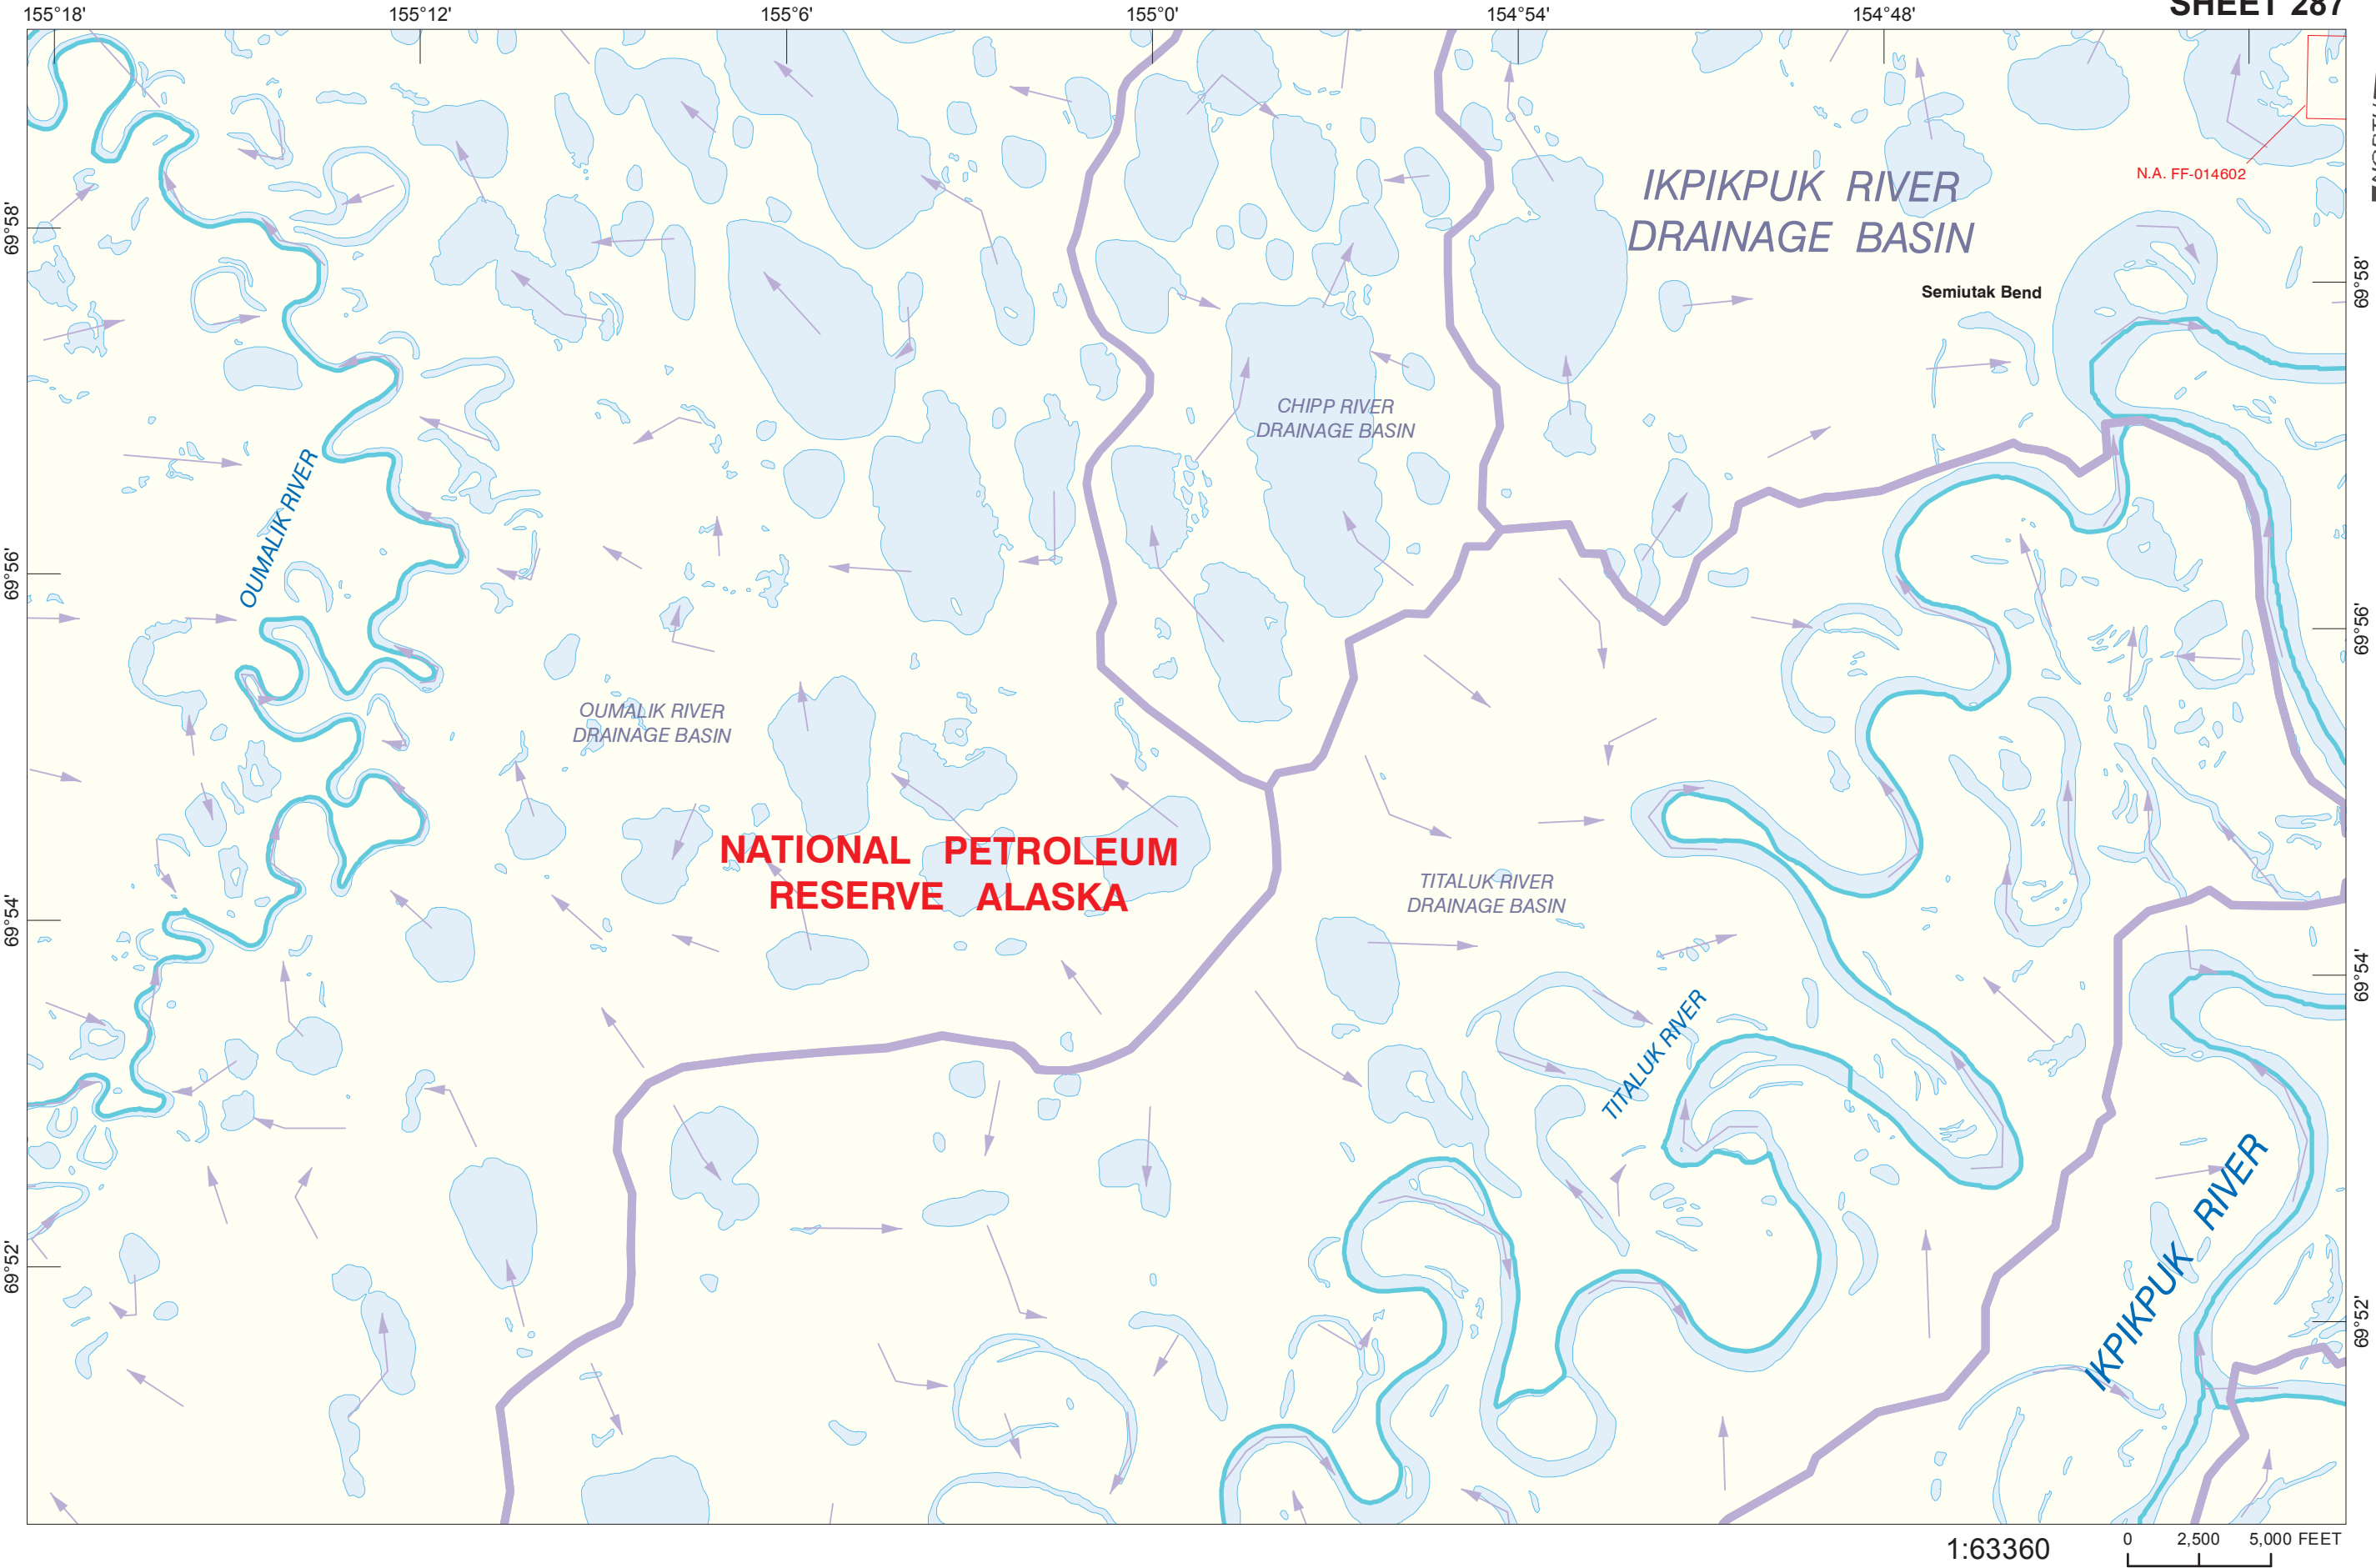 SHEET 287
155°18'
155°12'
155°6'
155°0'
154°54'
154°48'
N.A. FF-014602
IKPIKPUK RIVER
DRAINAGE BASIN
69°58'
69°58'
Semiutak Bend
CHIPP RIVER
DRAINAGE BASIN
OUMALIK RIVER
69°56'
69°56'
OUMALIK RIVER
DRAINAGE BASIN
NATIONAL PETROLEUM
RESERVE ALASKA
TITALUK RIVER
DRAINAGE BASIN
69°54'
69°54'
TITALUK RIVER
IKPIKPUK RIVER
69°52'
69°52'
1:63360
0 2,500 5,000 FEET